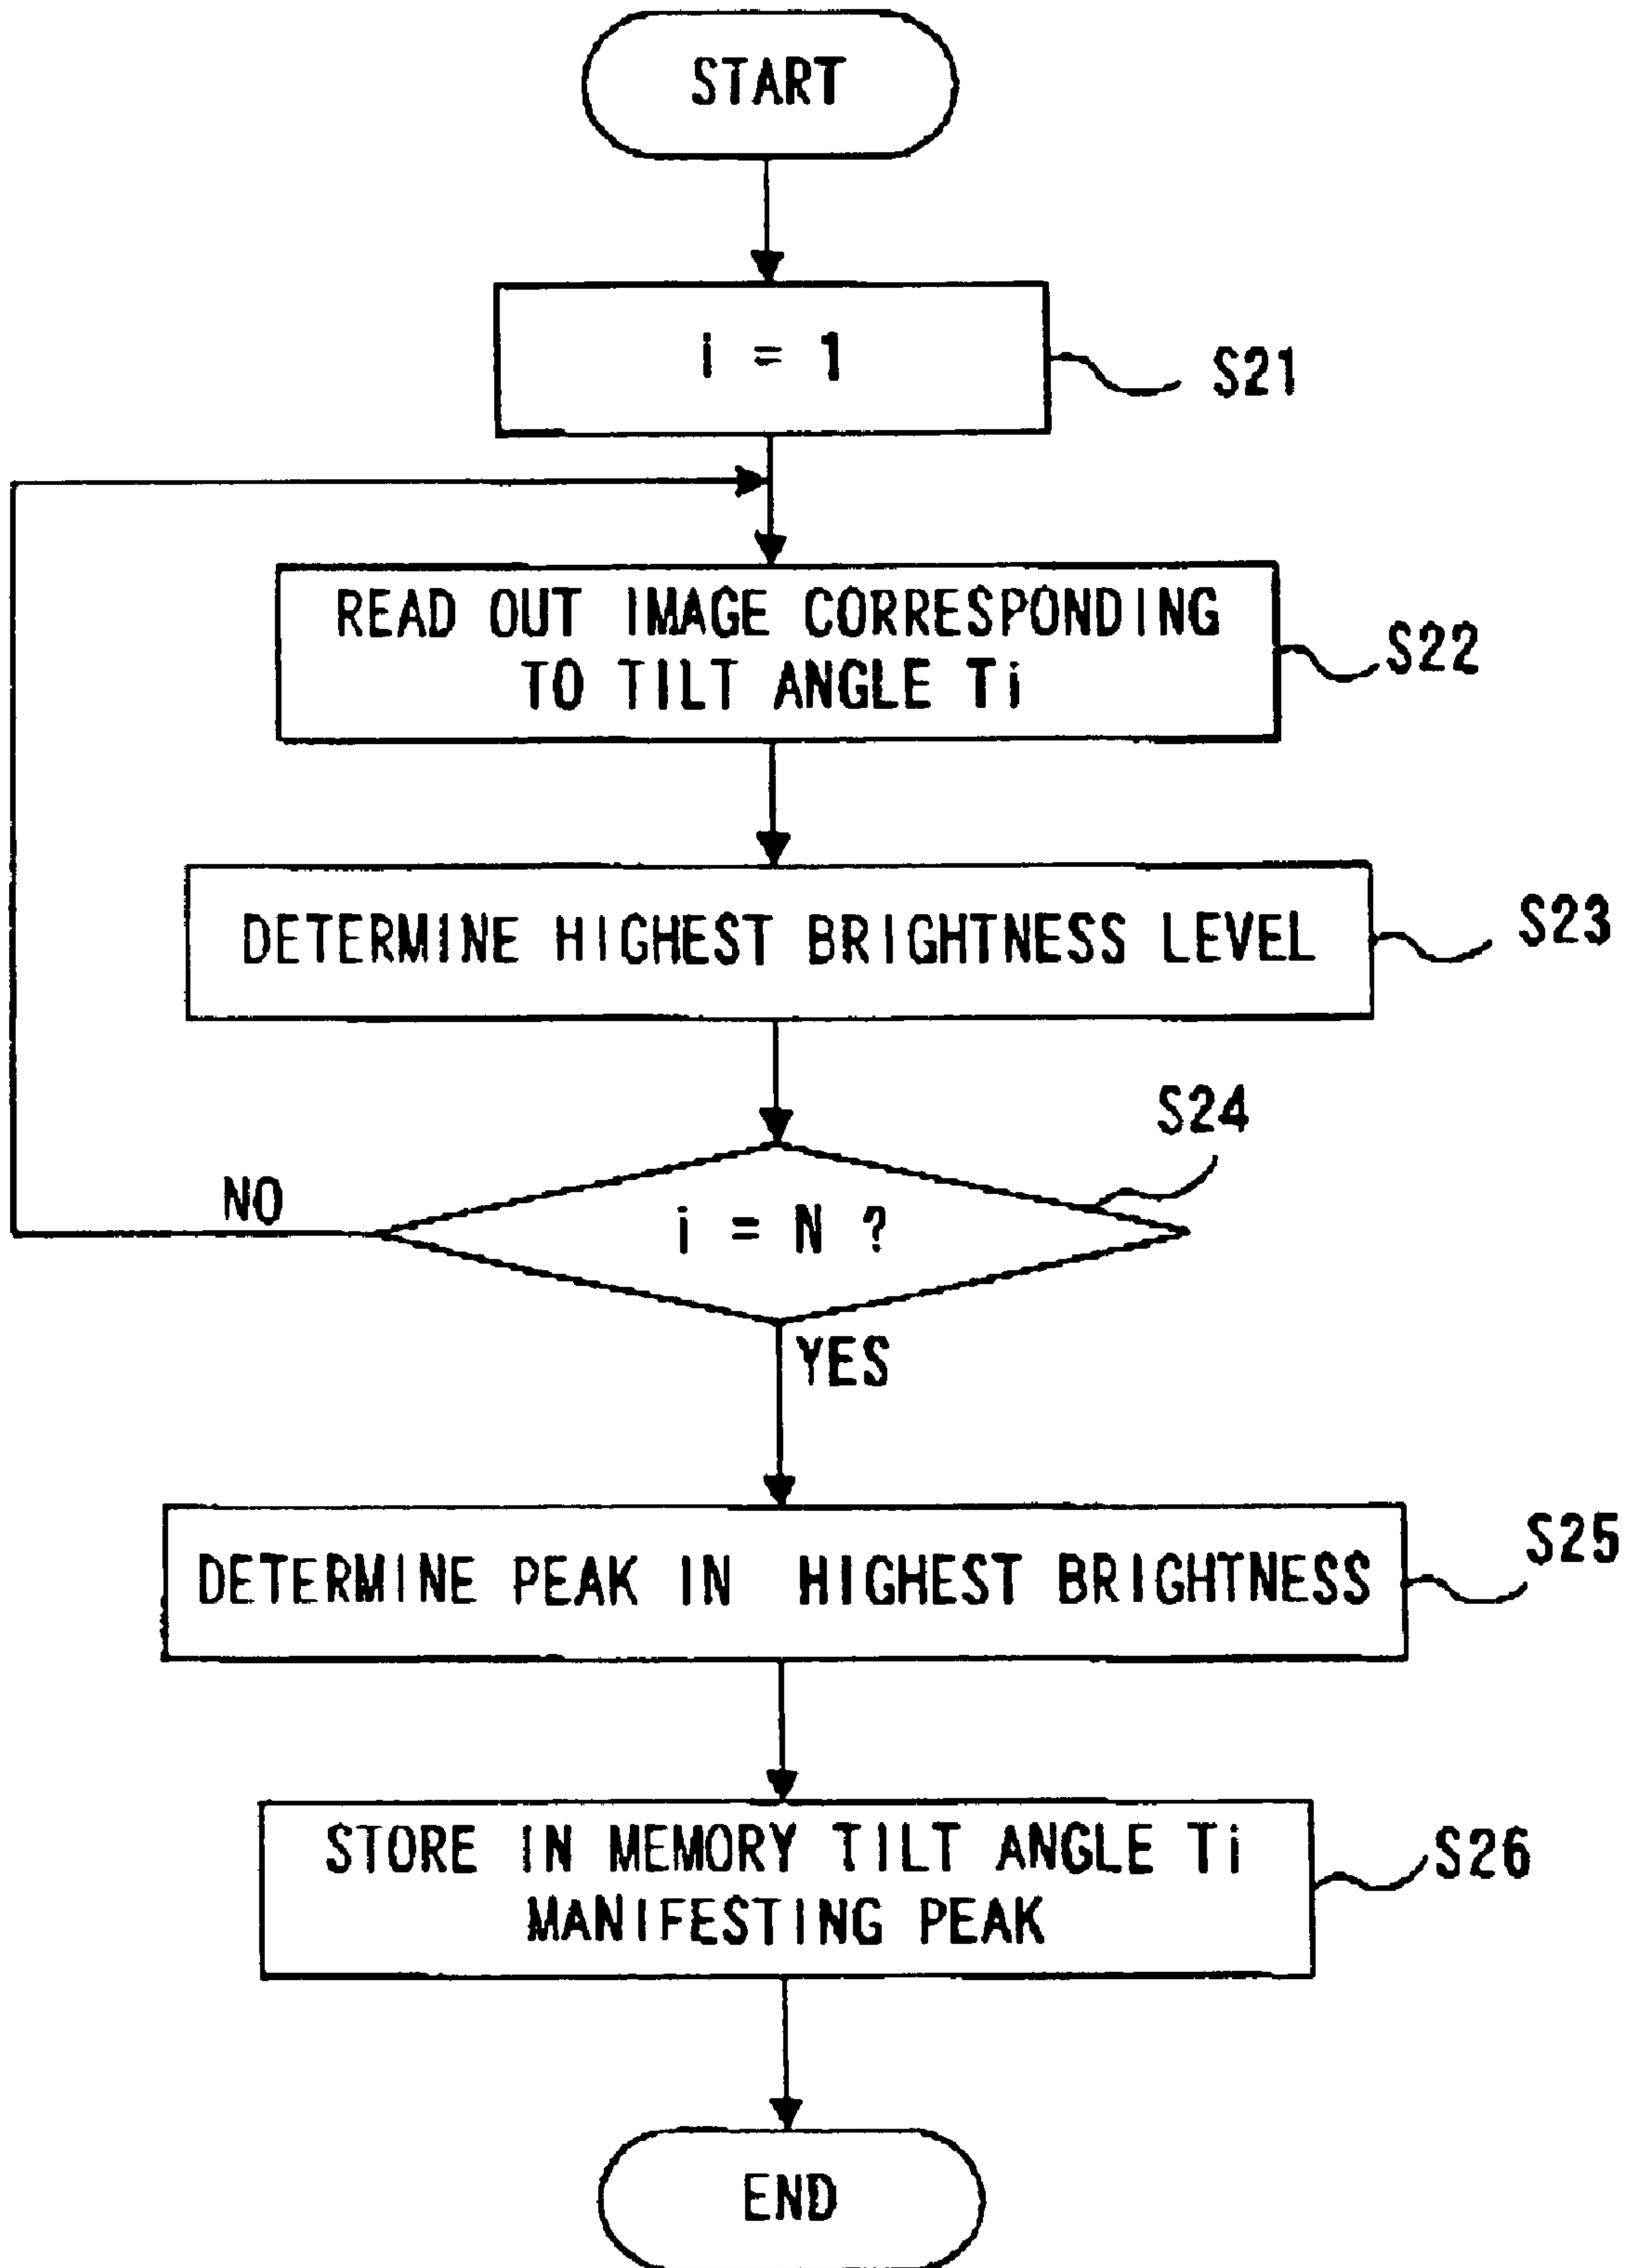 START
i = 1
S21
READ OUT IMAGE CORRESPONDING
TO TILT ANGLE Ti
S22
DETERMINE HIGHEST BRIGHTNESS LEVEL
S23
S24
NO
i = N ?
YES
DETERMINE PEAK IN HIGHEST BRIGHTNESS
S25
STORE IN MEMORY TILT ANGLE Ti
MANIFESTING PEAK
S26
END